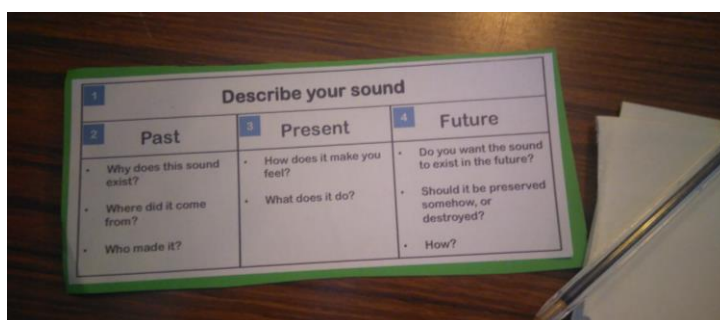 1 Describe your sound
2 Past
• Why does this sound
exist?
• Where did it come
from?
• Who made it?
3 Present
• How does it make you
feel?
• What does it do?
4 Future
• Do you want the sound
to exist in the future?
• Should it be preserved
somehow, or
destroyed?
• How?